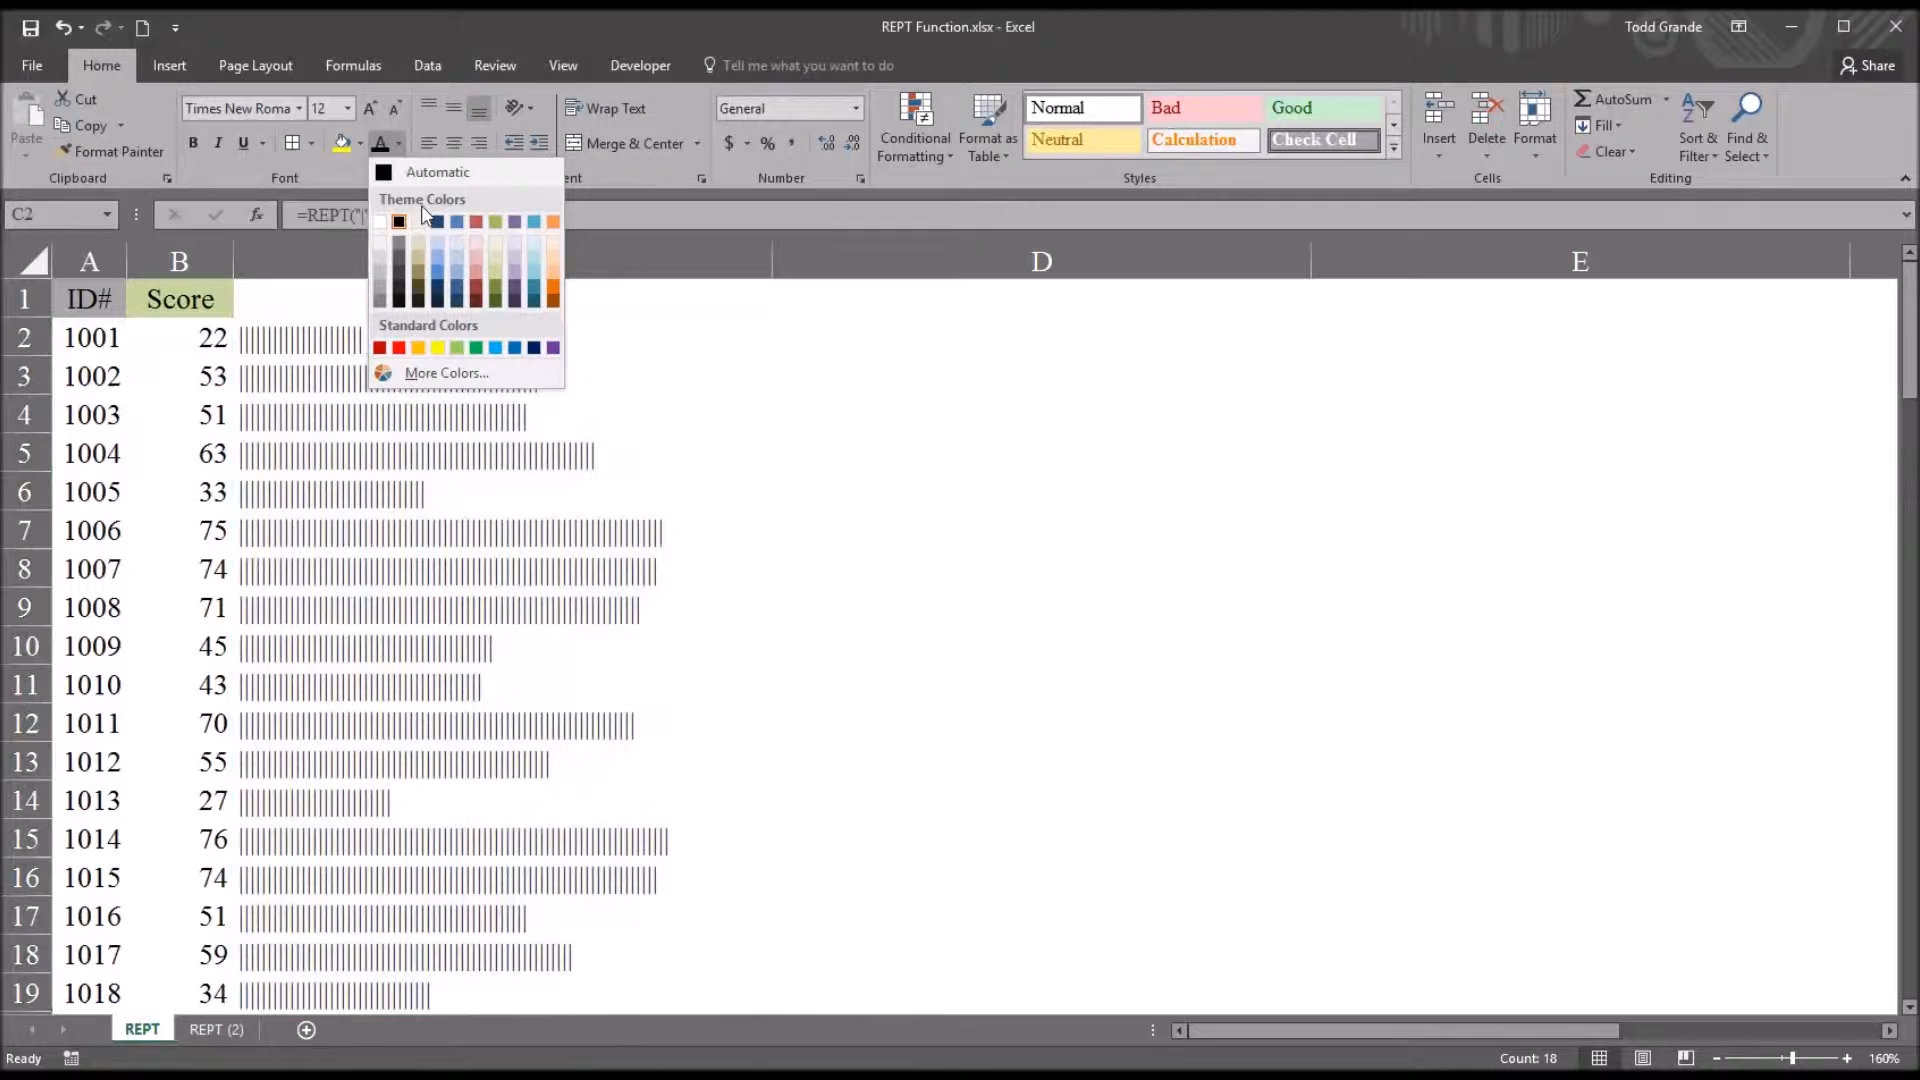 REPT Function.xlsx - Excel
Todd Grande
File Home Insert Page Layout Formulas Data Review View Developer Tell me what you want to do Share
Cut
Copy
Format Painter
Paste
Clipboard
Times New Roma 12
B I U
Font
Wrap Text
Merge & Center
ent
General
$ % ,
Number
Conditional Formatting
Format as Table
Normal Bad Good
Neutral Calculation Check Cell
Styles
Insert Delete Format
Cells
AutoSum
Fill
Clear
Sort & Filter
Find & Select
Editing
Automatic
Theme Colors
Standard Colors
More Colors...
C2 fx =REPT("|"
A B D E
1 ID# Score
2 1001 22
3 1002 53
4 1003 51
5 1004 63
6 1005 33
7 1006 75
8 1007 74
9 1008 71
10 1009 45
11 1010 43
12 1011 70
13 1012 55
14 1013 27
15 1014 76
16 1015 74
17 1016 51
18 1017 59
19 1018 34
REPT REPT (2)
Ready Count: 18 160%